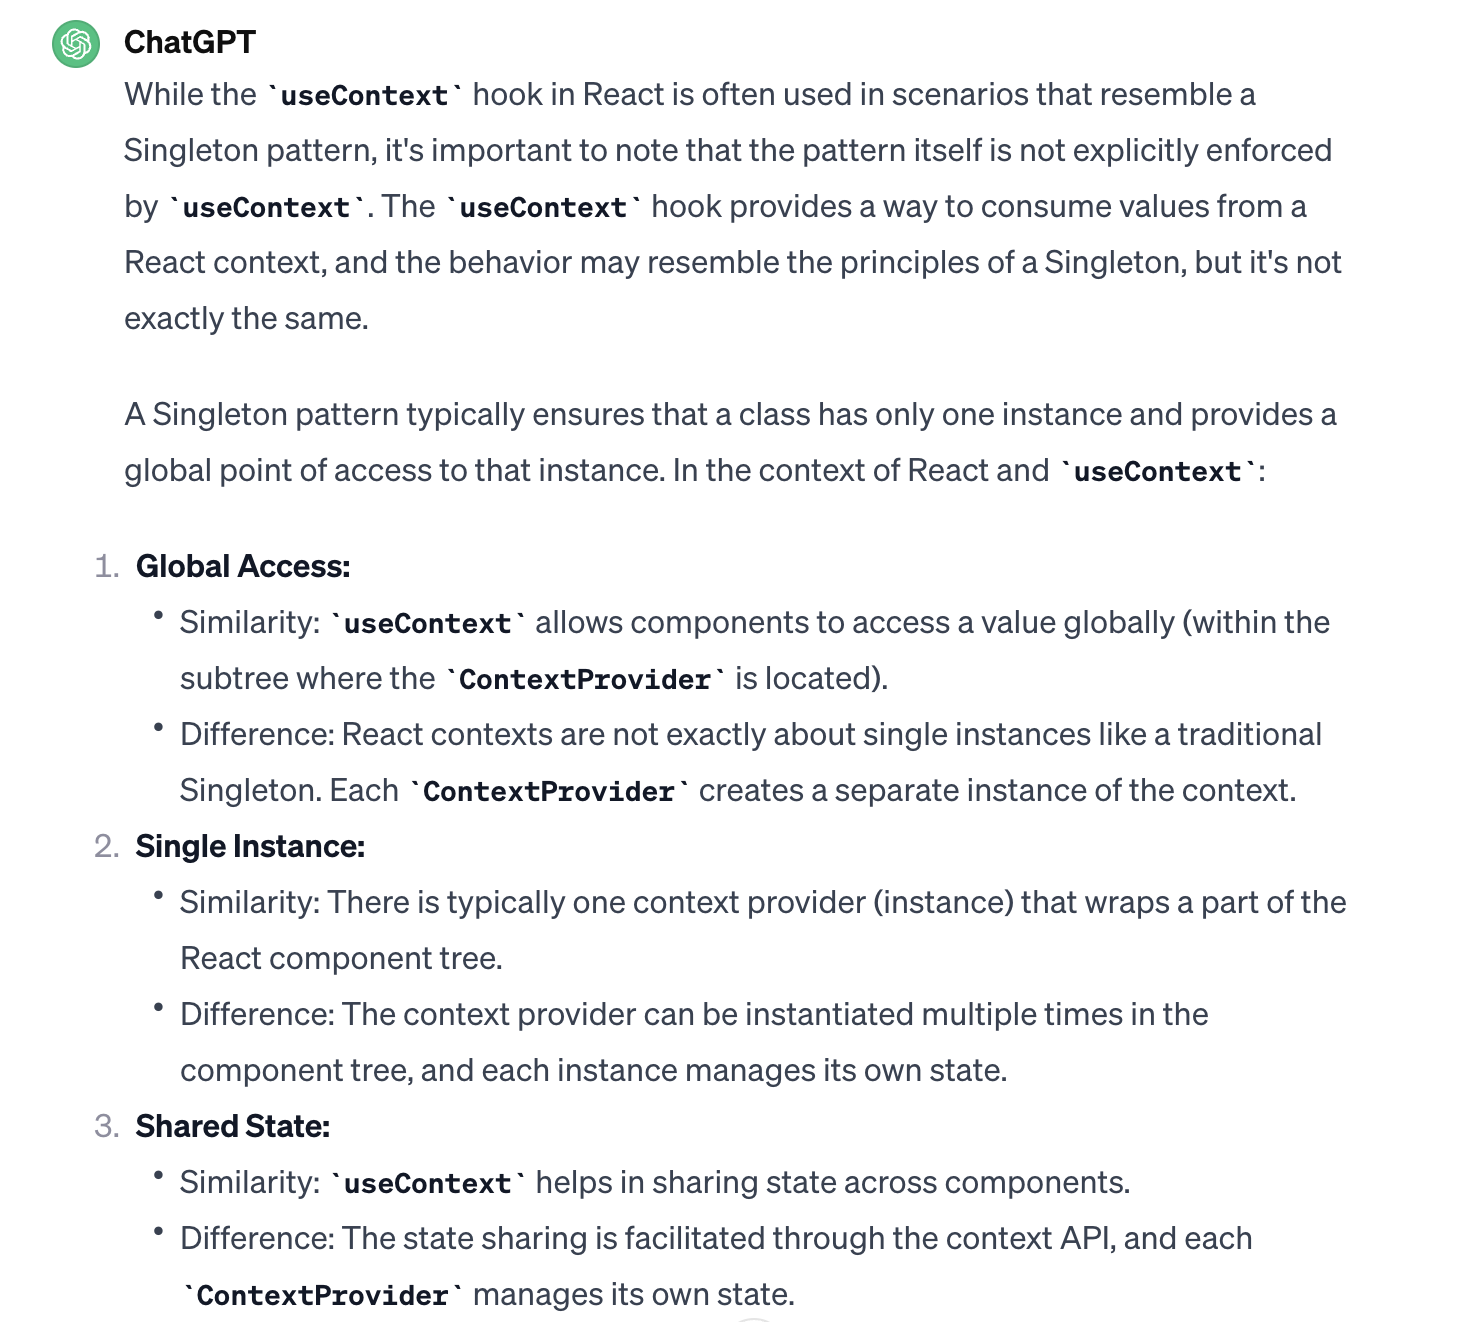 ChatGPT
While the `useContext` hook in React is often used in scenarios that resemble a
Singleton pattern, it's important to note that the pattern itself is not explicitly enforced
by `useContext`. The `useContext` hook provides a way to consume values from a
React context, and the behavior may resemble the principles of a Singleton, but it's not
exactly the same.
A Singleton pattern typically ensures that a class has only one instance and provides a
global point of access to that instance. In the context of React and `useContext`:
1. Global Access:
• Similarity: `useContext` allows components to access a value globally (within the
subtree where the `ContextProvider` is located).
• Difference: React contexts are not exactly about single instances like a traditional
Singleton. Each `ContextProvider` creates a separate instance of the context.
2. Single Instance:
• Similarity: There is typically one context provider (instance) that wraps a part of the
React component tree.
• Difference: The context provider can be instantiated multiple times in the
component tree, and each instance manages its own state.
3. Shared State:
• Similarity: `useContext` helps in sharing state across components.
• Difference: The state sharing is facilitated through the context API, and each
`ContextProvider` manages its own state.